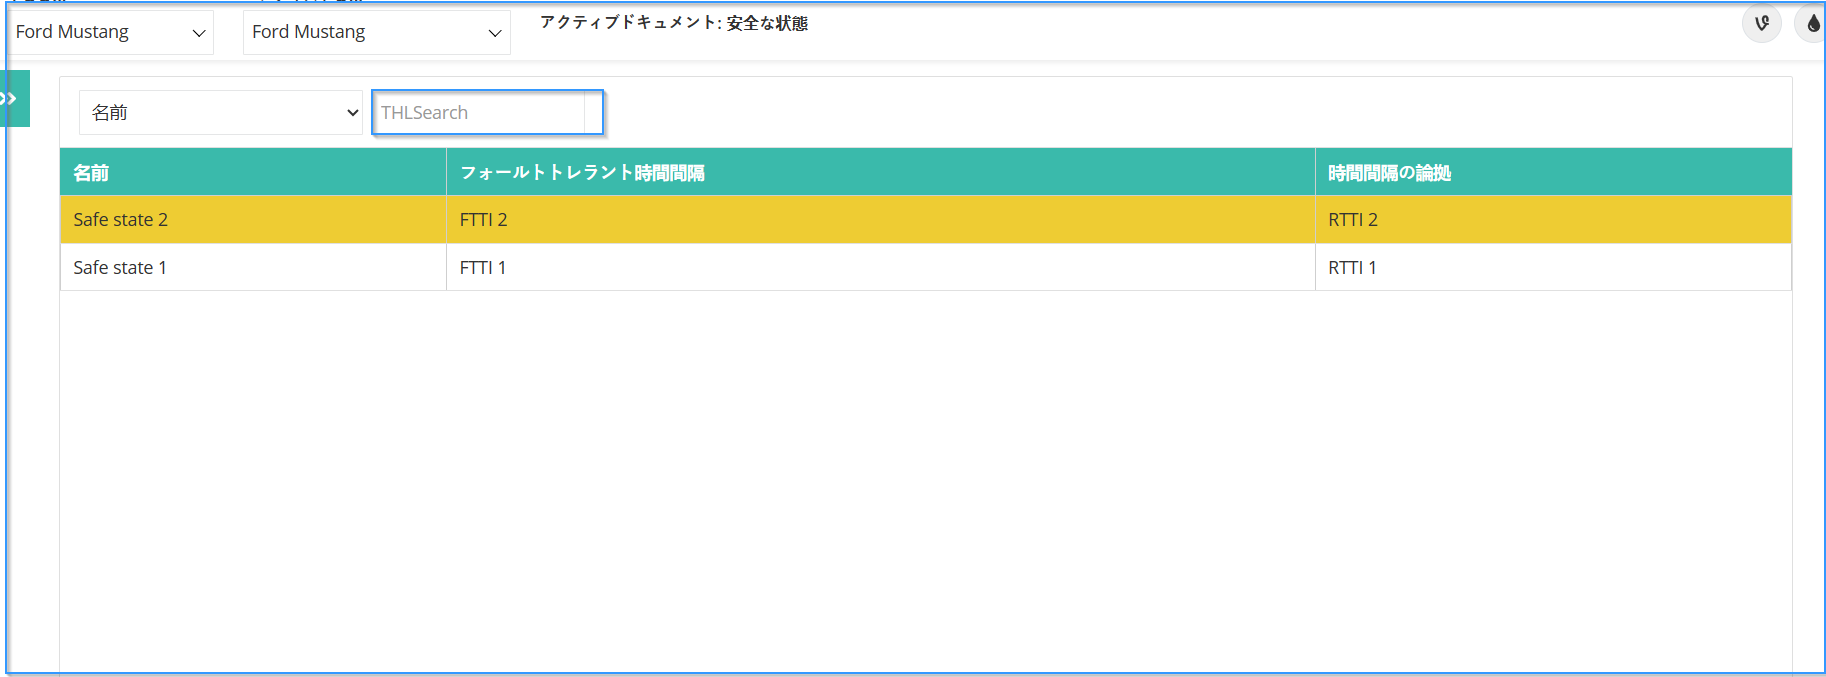 Ford Mustang
Ford Mustang
アクティブドキュメント: 安全な状態
名前
THLSearch
名前 フォールトトレラント時間間隔 時間間隔の論拠
Safe state 2 FTTI 2 RTTI 2
Safe state 1 FTTI 1 RTTI 1